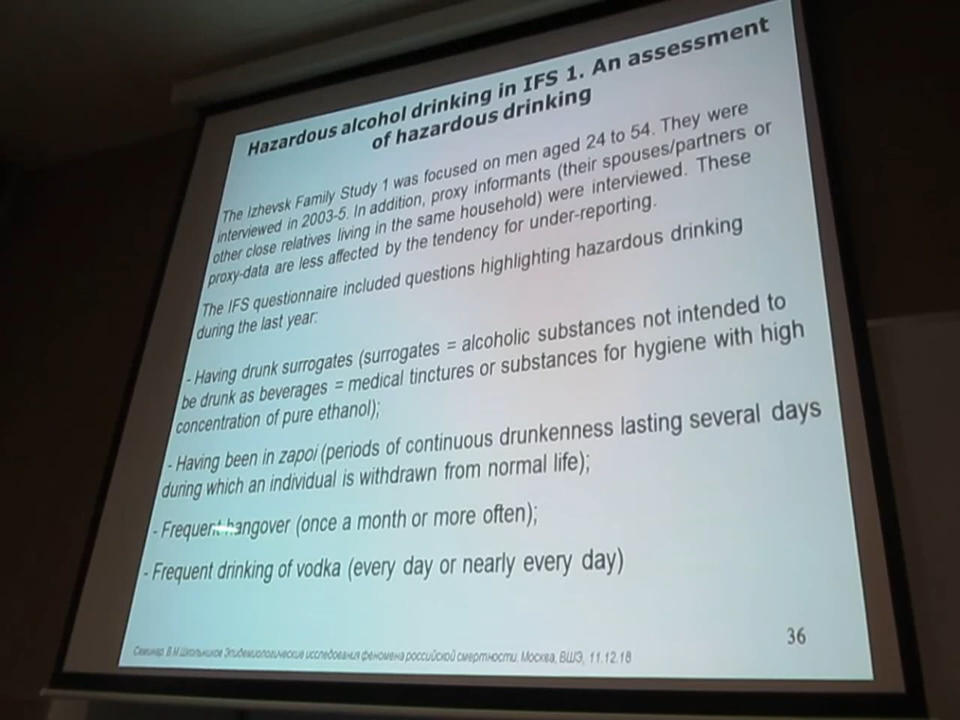 Hazardous alcohol drinking in IFS 1. An assessment
of hazardous drinking
The Izhevsk Family Study 1 was focused on men aged 24 to 54. They were
interviewed in 2003-5. In addition, proxy informants (their spouses/partners or
other close relatives living in the same household) were interviewed. These
proxy-data are less affected by the tendency for under-reporting.
The IFS questionnaire included questions highlighting hazardous drinking
during the last year:
- Having drunk surrogates (surrogates = alcoholic substances not intended to
be drunk as beverages = medical tinctures or substances for hygiene with high
concentration of pure ethanol);
- Having been in zapoi (periods of continuous drunkenness lasting several days
during which an individual is withdrawn from normal life);
- Frequent hangover (once a month or more often);
- Frequent drinking of vodka (every day or nearly every day)
36
Семинар. В.М.Школьников Эпидемиологические исследования феномена российской смертности. Москва, ВШЭ, 11.12.18